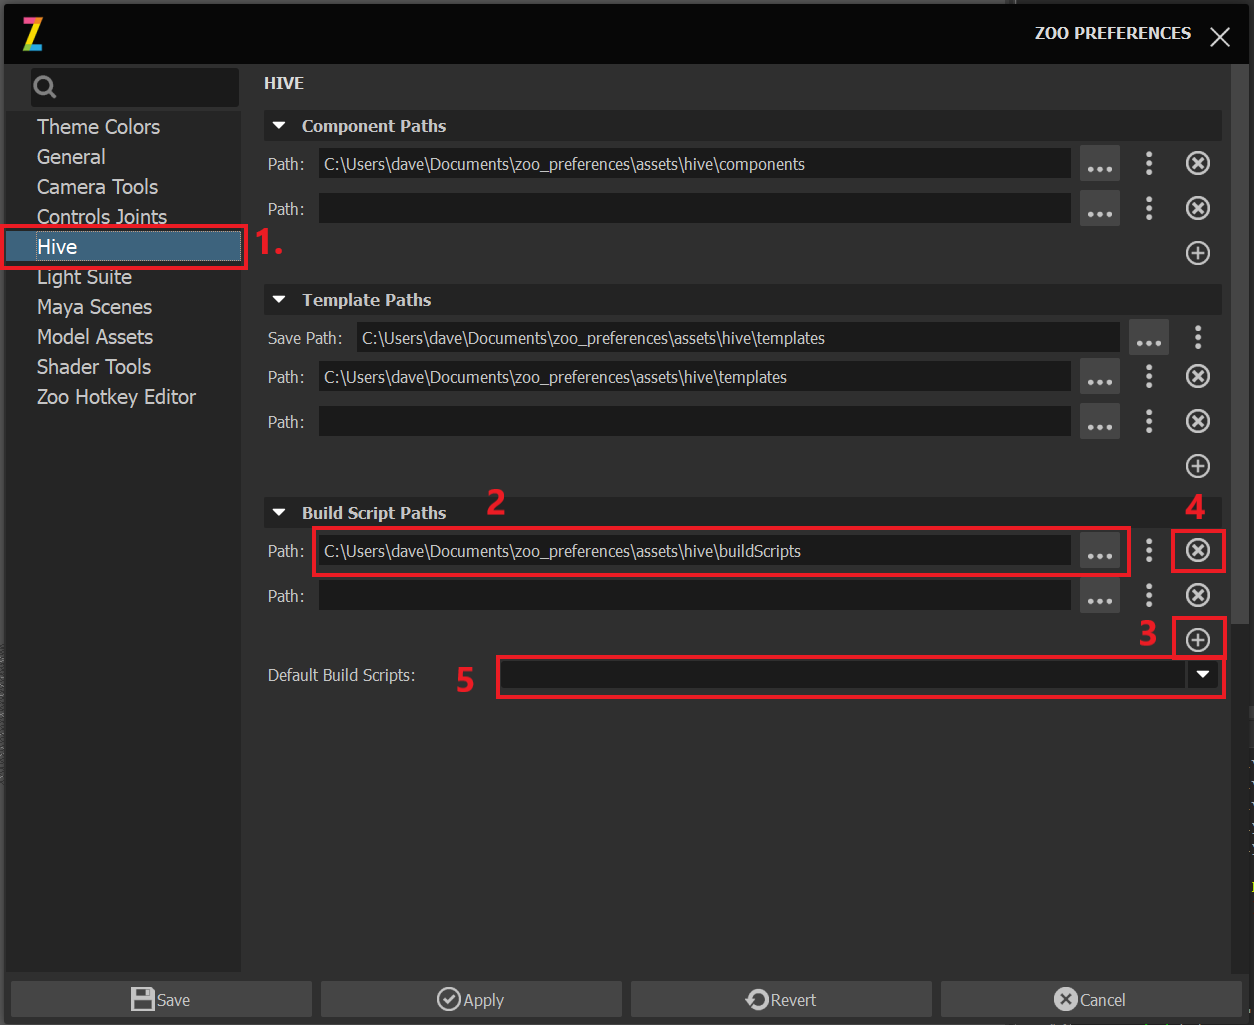 ZOO PREFERENCES
HIVE
Theme Colors
General
Camera Tools
Controls Joints
Hive
1.
Light Suite
Maya Scenes
Model Assets
Shader Tools
Zoo Hotkey Editor
Component Paths
Path: C:\Users\dave\Documents\zoo_preferences\assets\hive\components ...
Path: ...
Template Paths
Save Path: C:\Users\dave\Documents\zoo_preferences\assets\hive\templates ...
Path: C:\Users\dave\Documents\zoo_preferences\assets\hive\templates ...
Path: ...
Build Script Paths 2 4
Path: C:\Users\dave\Documents\zoo_preferences\assets\hive\buildScripts ...
Path: ...
3
Default Build Scripts: 5
Save Apply Revert Cancel